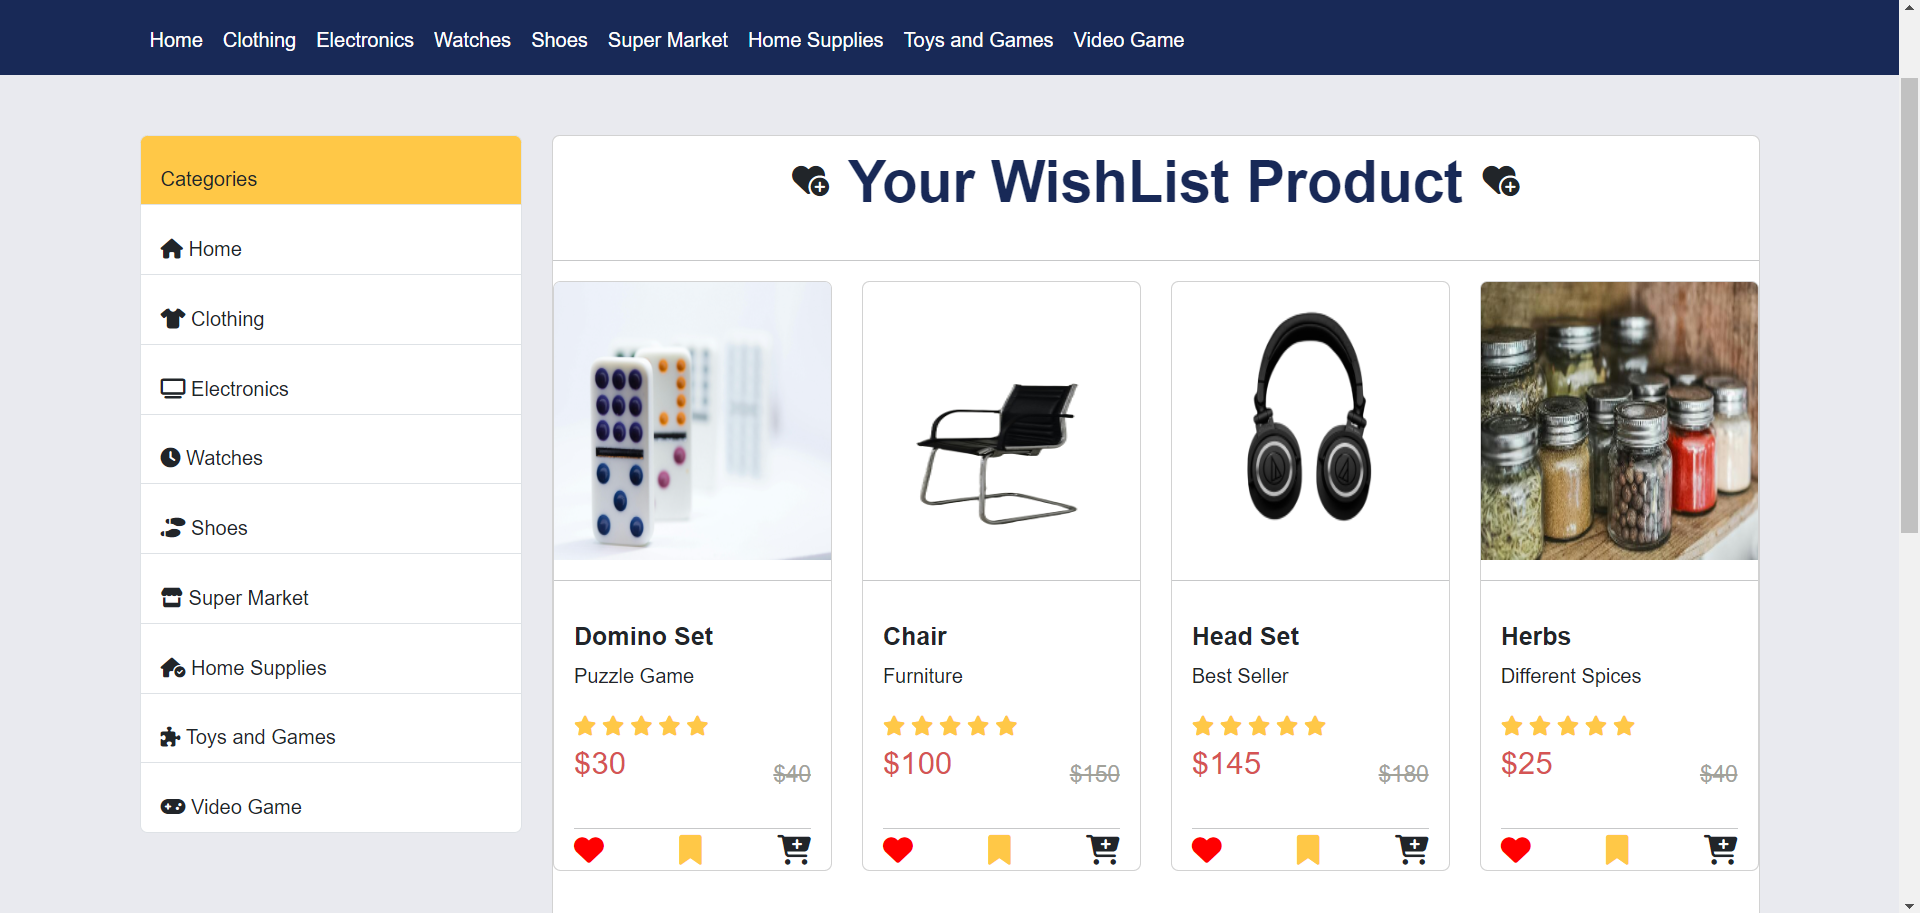 Home Clothing Electronics Watches Shoes Super Market Home Supplies Toys and Games Video Game
Categories
Home
Clothing
Electronics
Watches
Shoes
Super Market
Home Supplies
Toys and Games
Video Game
Your WishList Product
Domino Set
Puzzle Game
$30 $40
Chair
Furniture
$100 $150
Head Set
Best Seller
$145 $180
Herbs
Different Spices
$25 $40